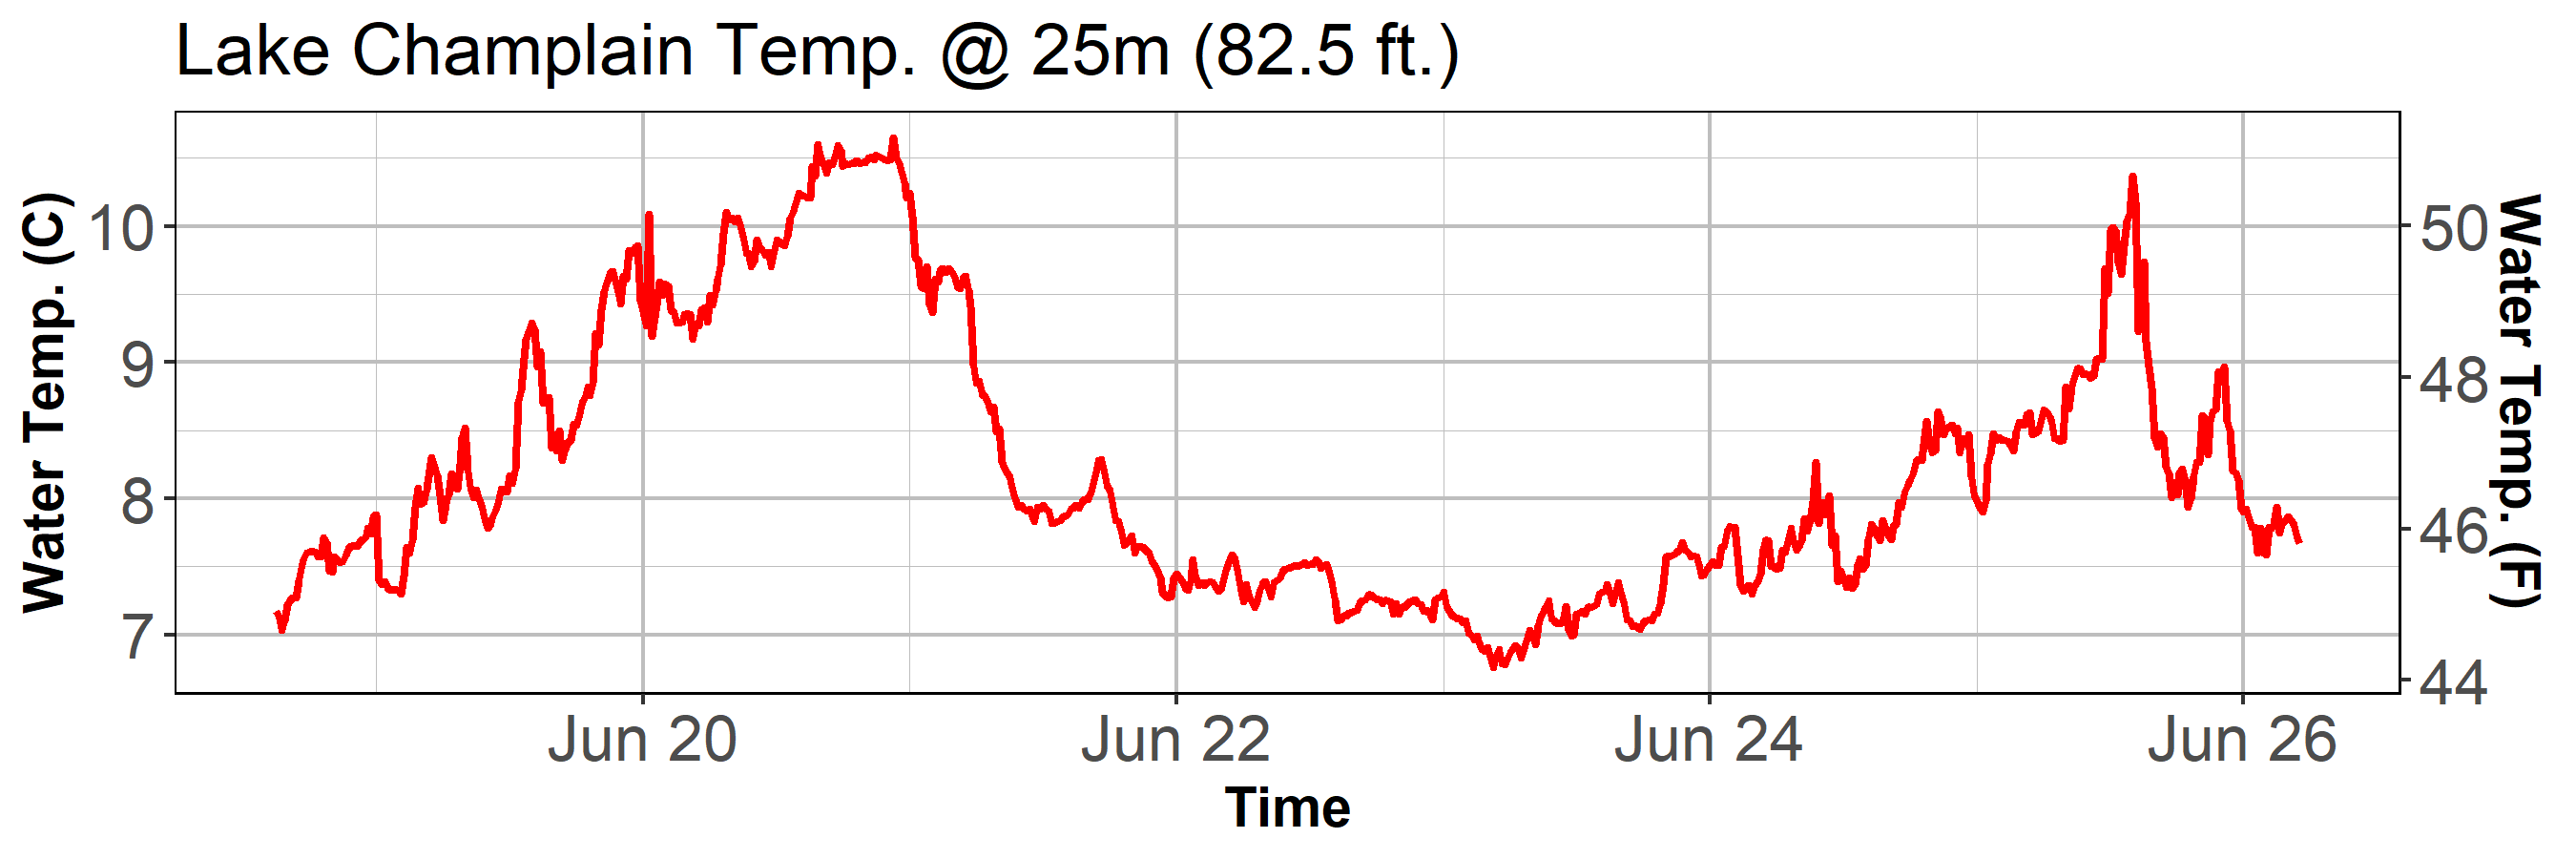 Lake Champlain Temp. @ 25m (82.5 ft.)
Water Temp. (C)
10
9
8
7
50
48
46
44
Water Temp. (F)
Jun 20 Jun 22 Jun 24 Jun 26
Time